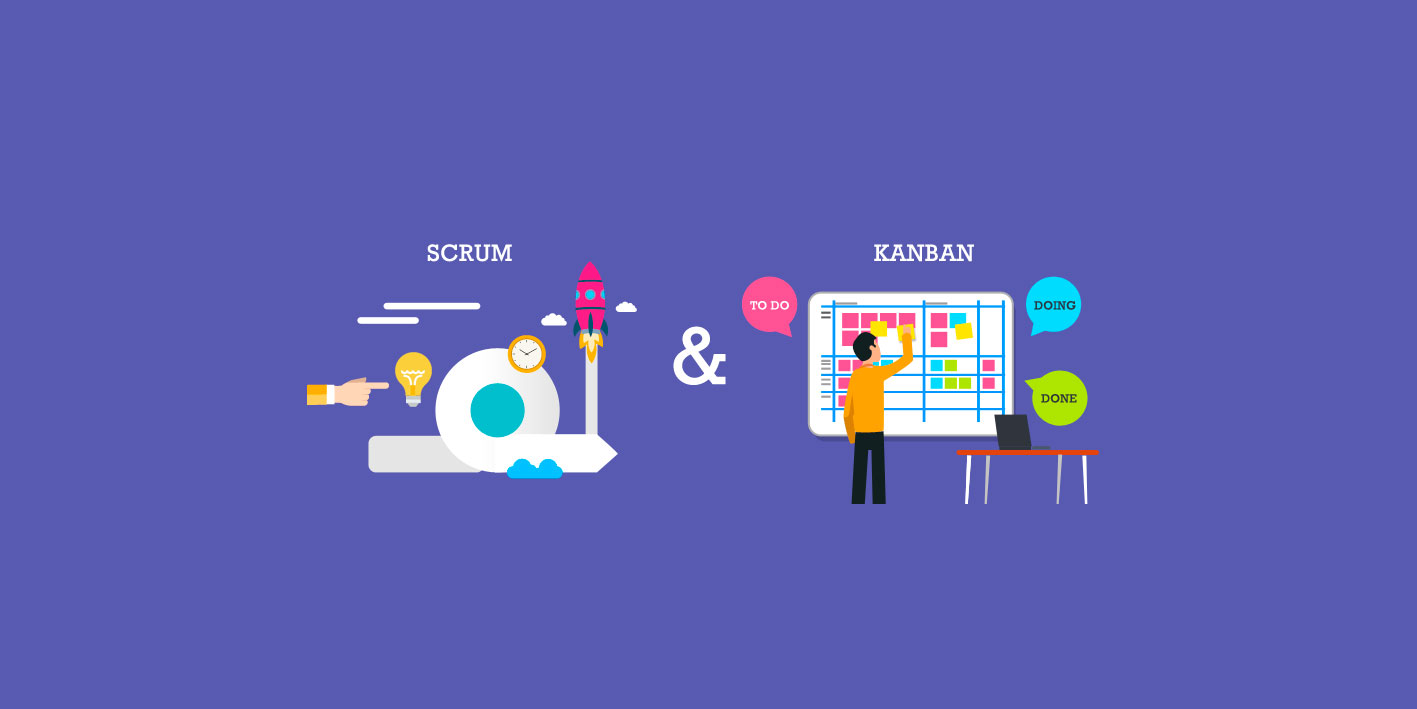 SCRUM
&
KANBAN
TO DO
DOING
DONE